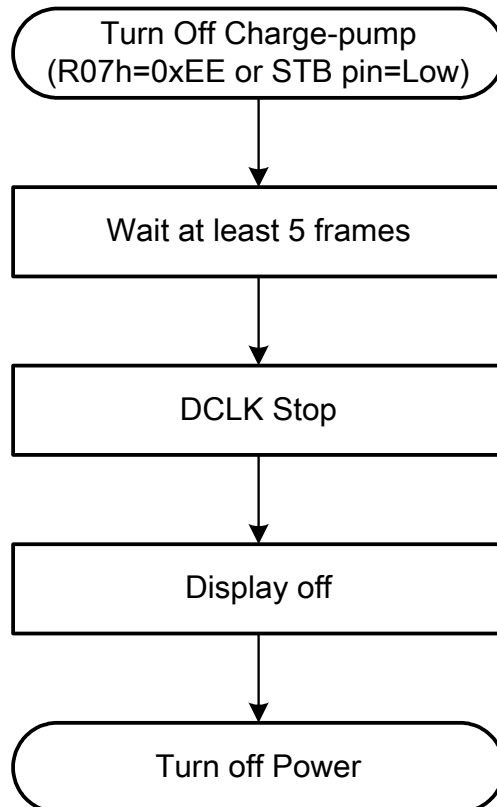 Turn Off Charge-pump
(R07h=0xEE or STB pin=Low)
Wait at least 5 frames
DCLK Stop
Display off
Turn off Power